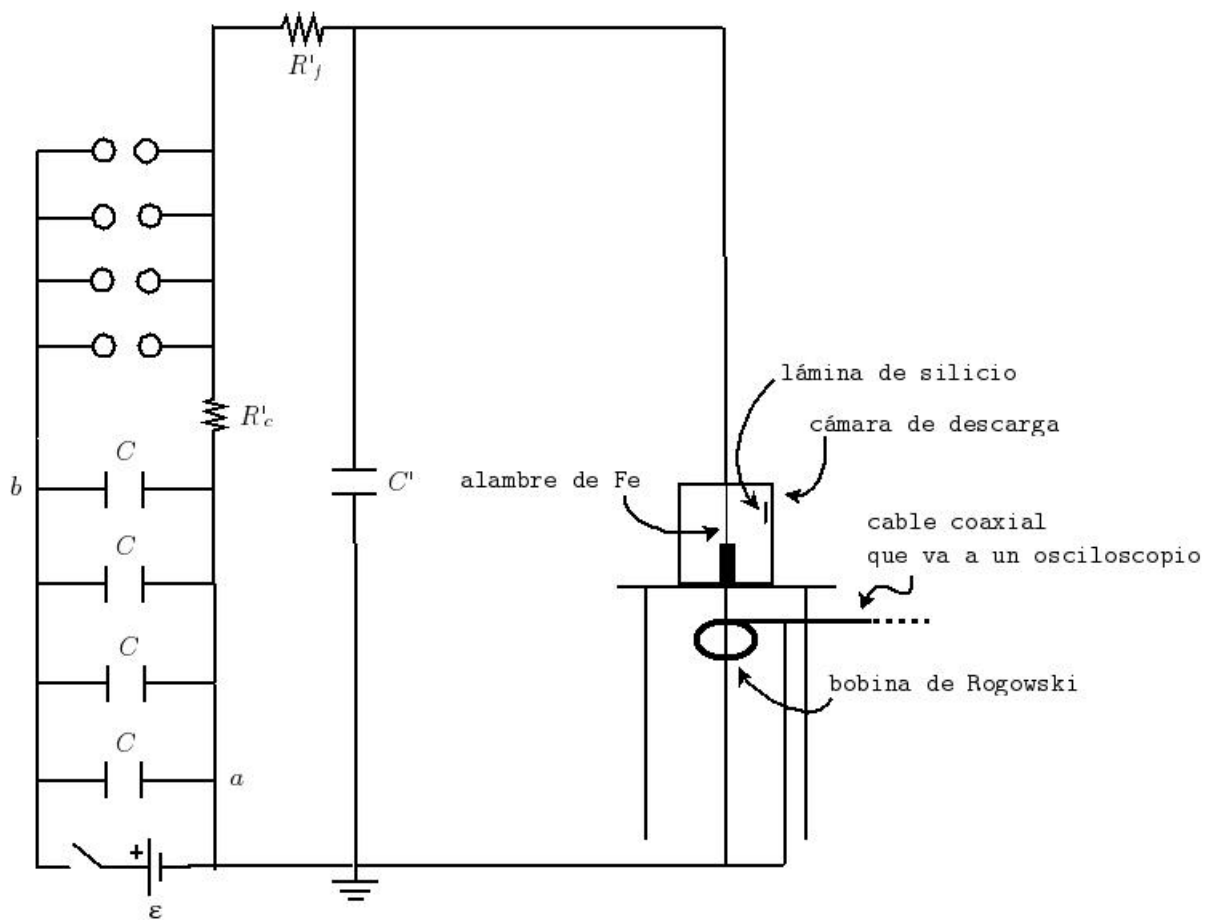 R'f
R'c
C
b
C'
C
C
C
a
+
ε
lámina de silicio
cámara de descarga
alambre de Fe
cable coaxial
que va a un osciloscopio
bobina de Rogowski